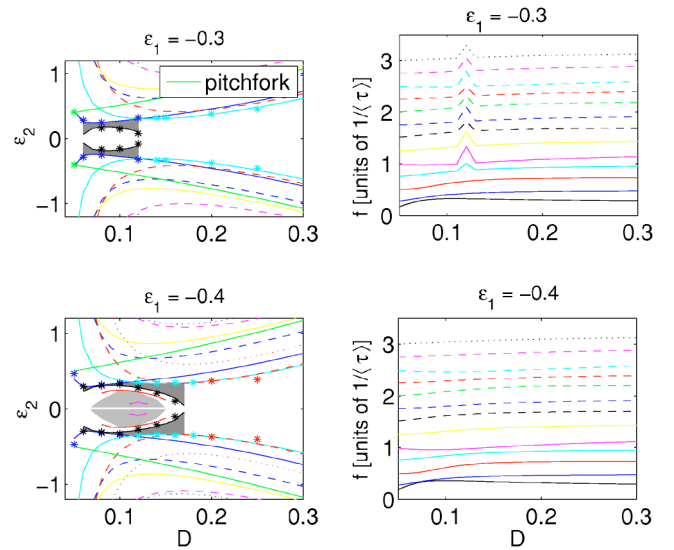 ε₁ = −0.3
1
0
−1
ε₂
pitchfork
0.1
0.2
0.3
ε₁ = −0.3
3
2
1
0
f [units of 1/⟨τ⟩]
0.1
0.2
0.3
ε₁ = −0.4
1
0
−1
ε₂
0.1
0.2
0.3
D
ε₁ = −0.4
3
2
1
0
f [units of 1/⟨τ⟩]
0.1
0.2
0.3
D